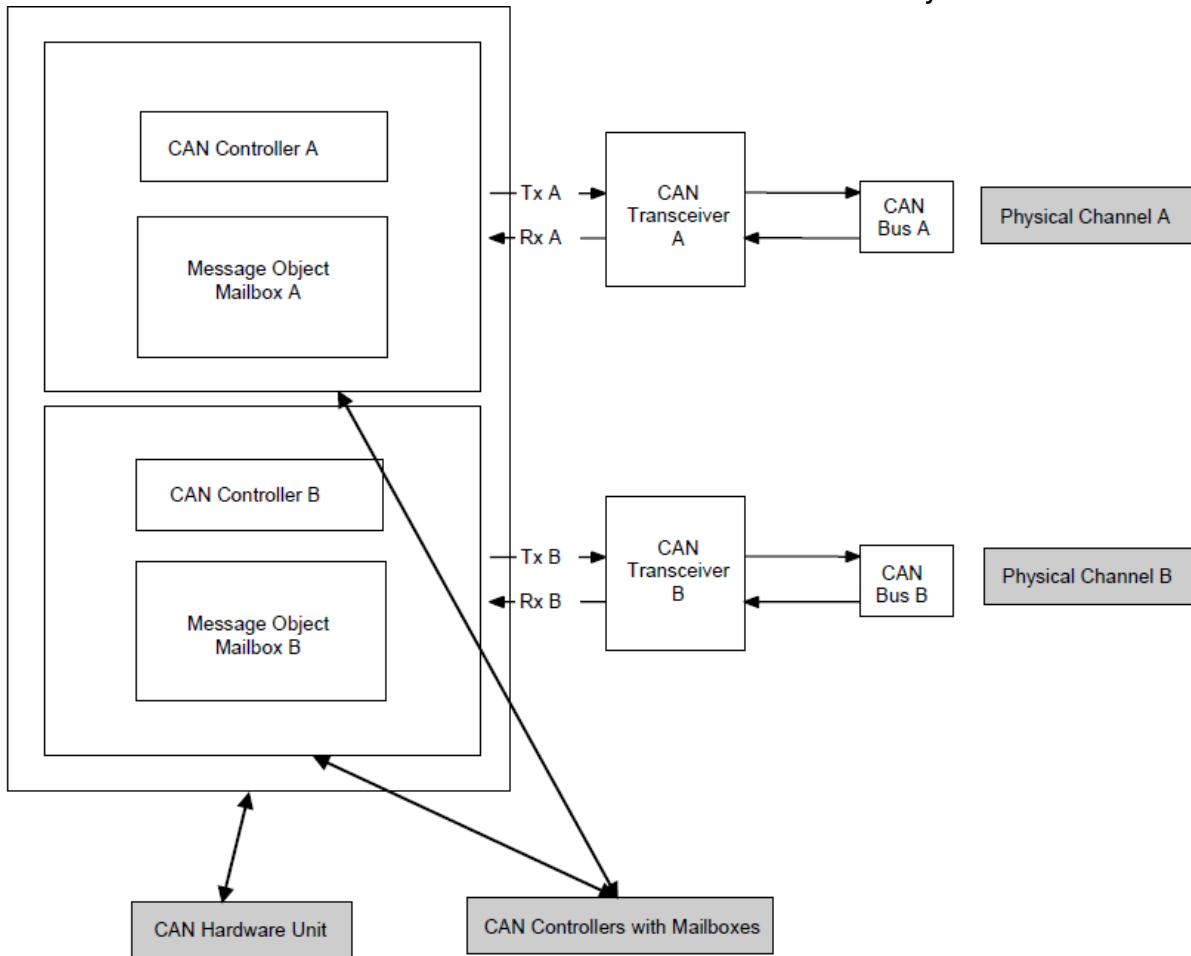 CAN Controller A
Message Object
Mailbox A
Tx A
Rx A
CAN
Transceiver
A
CAN
Bus A
Physical Channel A
CAN Controller B
Message Object
Mailbox B
Tx B
Rx B
CAN
Transceiver
B
CAN
Bus B
Physical Channel B
CAN Hardware Unit
CAN Controllers with Mailboxes